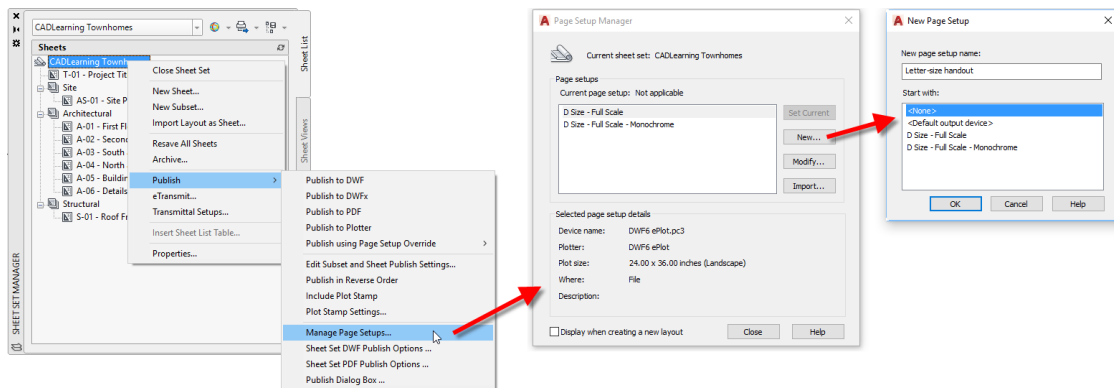 CADLearning Townhomes
Sheets
CADLearning Townhomes
T-01 - Project Tit
Site
AS-01 - Site P
Architectural
A-01 - First Fl
A-02 - Second
A-03 - South
A-04 - North
A-05 - Buildin
A-06 - Details
Structural
S-01 - Roof Fr
Sheet List
Sheet Views
SHEET SET MANAGER
Close Sheet Set
New Sheet...
New Subset...
Import Layout as Sheet...
Resave All Sheets
Archive...
Publish
eTransmit...
Transmittal Setups...
Insert Sheet List Table...
Properties...
Publish to DWF
Publish to DWFx
Publish to PDF
Publish to Plotter
Publish using Page Setup Override
Edit Subset and Sheet Publish Settings...
Publish in Reverse Order
Include Plot Stamp
Plot Stamp Settings...
Manage Page Setups...
Sheet Set DWF Publish Options ...
Sheet Set PDF Publish Options ...
Publish Dialog Box ...
Page Setup Manager
Current sheet set: CADLearning Townhomes
Page setups
Current page setup: Not applicable
D Size - Full Scale
D Size - Full Scale - Monochrome
Set Current
New...
Modify...
Import...
Selected page setup details
Device name: DWF6 ePlot.pc3
Plotter: DWF6 ePlot
Plot size: 24.00 x 36.00 inches (Landscape)
Where: File
Description:
Display when creating a new layout
Close
Help
New Page Setup
New page setup name:
Letter-size handout
Start with:
<None>
<Default output device>
D Size - Full Scale
D Size - Full Scale - Monochrome
OK
Cancel
Help